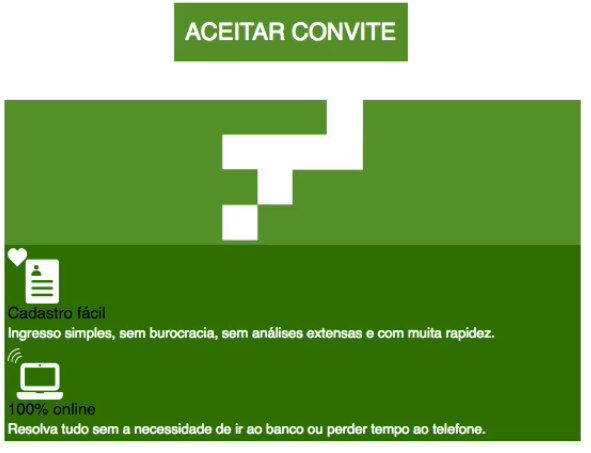 ACEITAR CONVITE
Cadastro fácil
Ingresso simples, sem burocracia, sem análises extensas e com muita rapidez.
100% online
Resolva tudo sem a necessidade de ir ao banco ou perder tempo ao telefone.